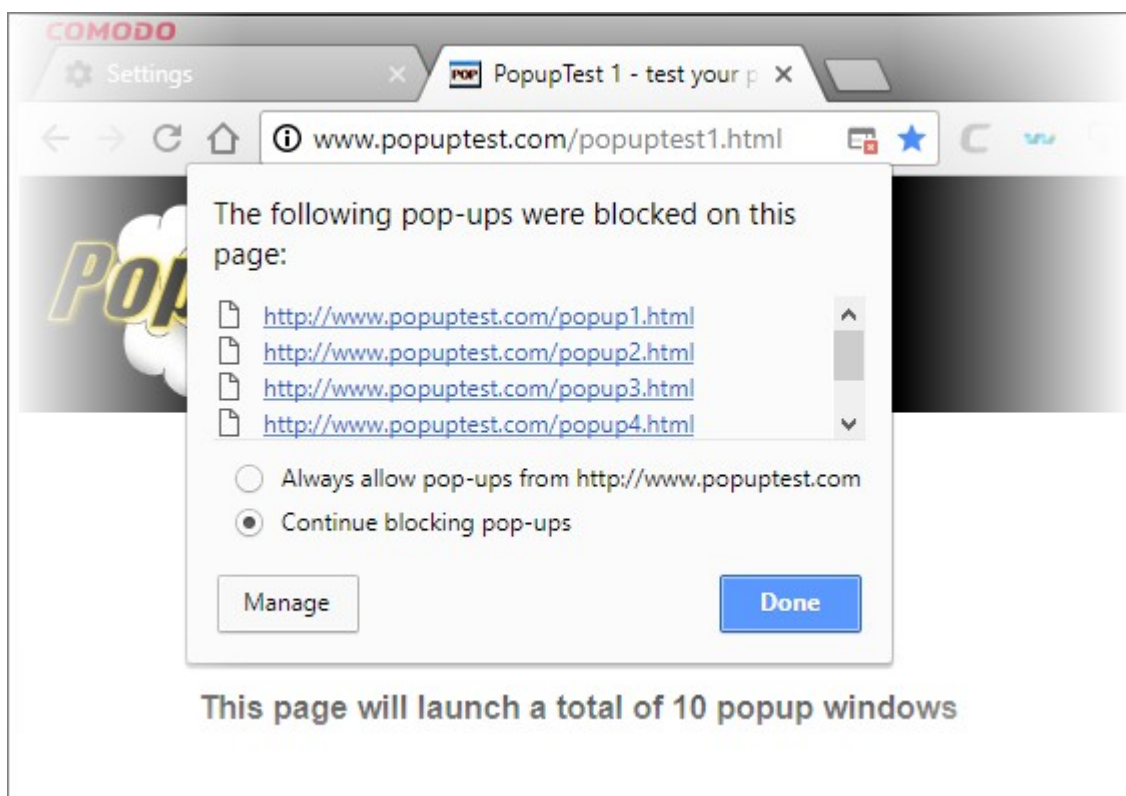 COMODO
Settings
PopupTest 1 - test your p
www.popuptest.com/popuptest1.html
The following pop-ups were blocked on this
page:
http://www.popuptest.com/popup1.html
http://www.popuptest.com/popup2.html
http://www.popuptest.com/popup3.html
http://www.popuptest.com/popup4.html
Always allow pop-ups from http://www.popuptest.com
Continue blocking pop-ups
Manage
Done
This page will launch a total of 10 popup windows